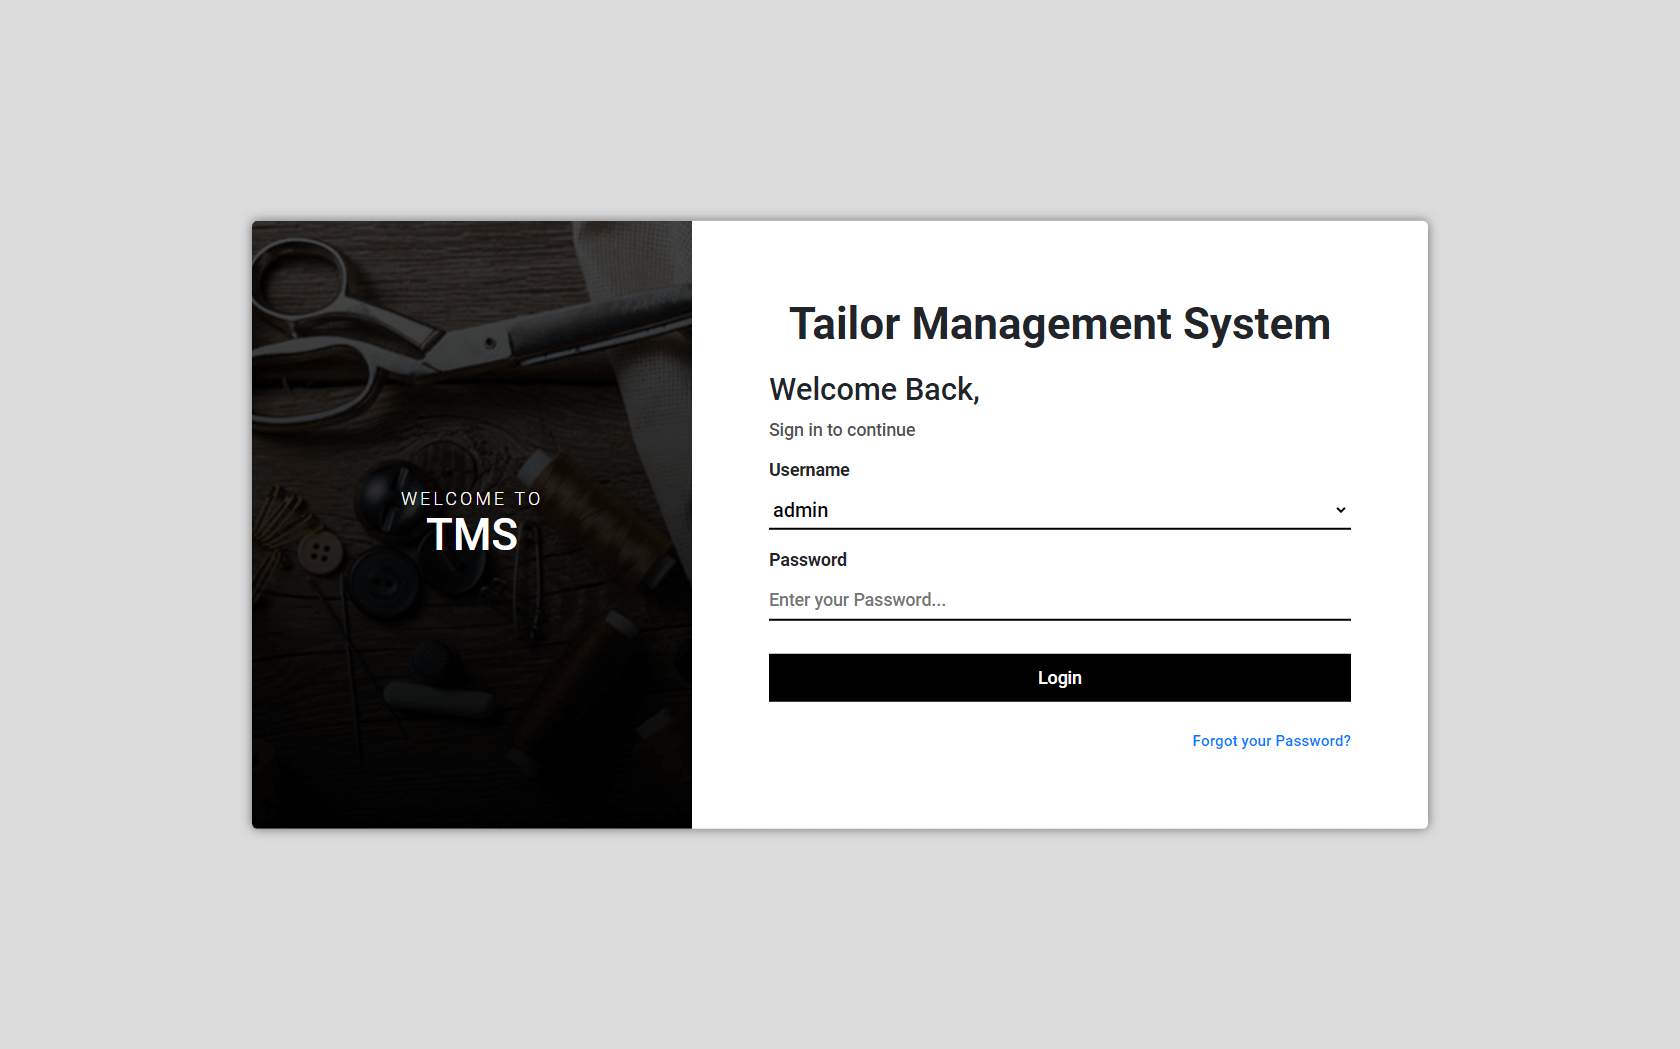 WELCOME TO
TMS
Tailor Management System
Welcome Back,
Sign in to continue
Username
admin
Password
Enter your Password...
Login
Forgot your Password?